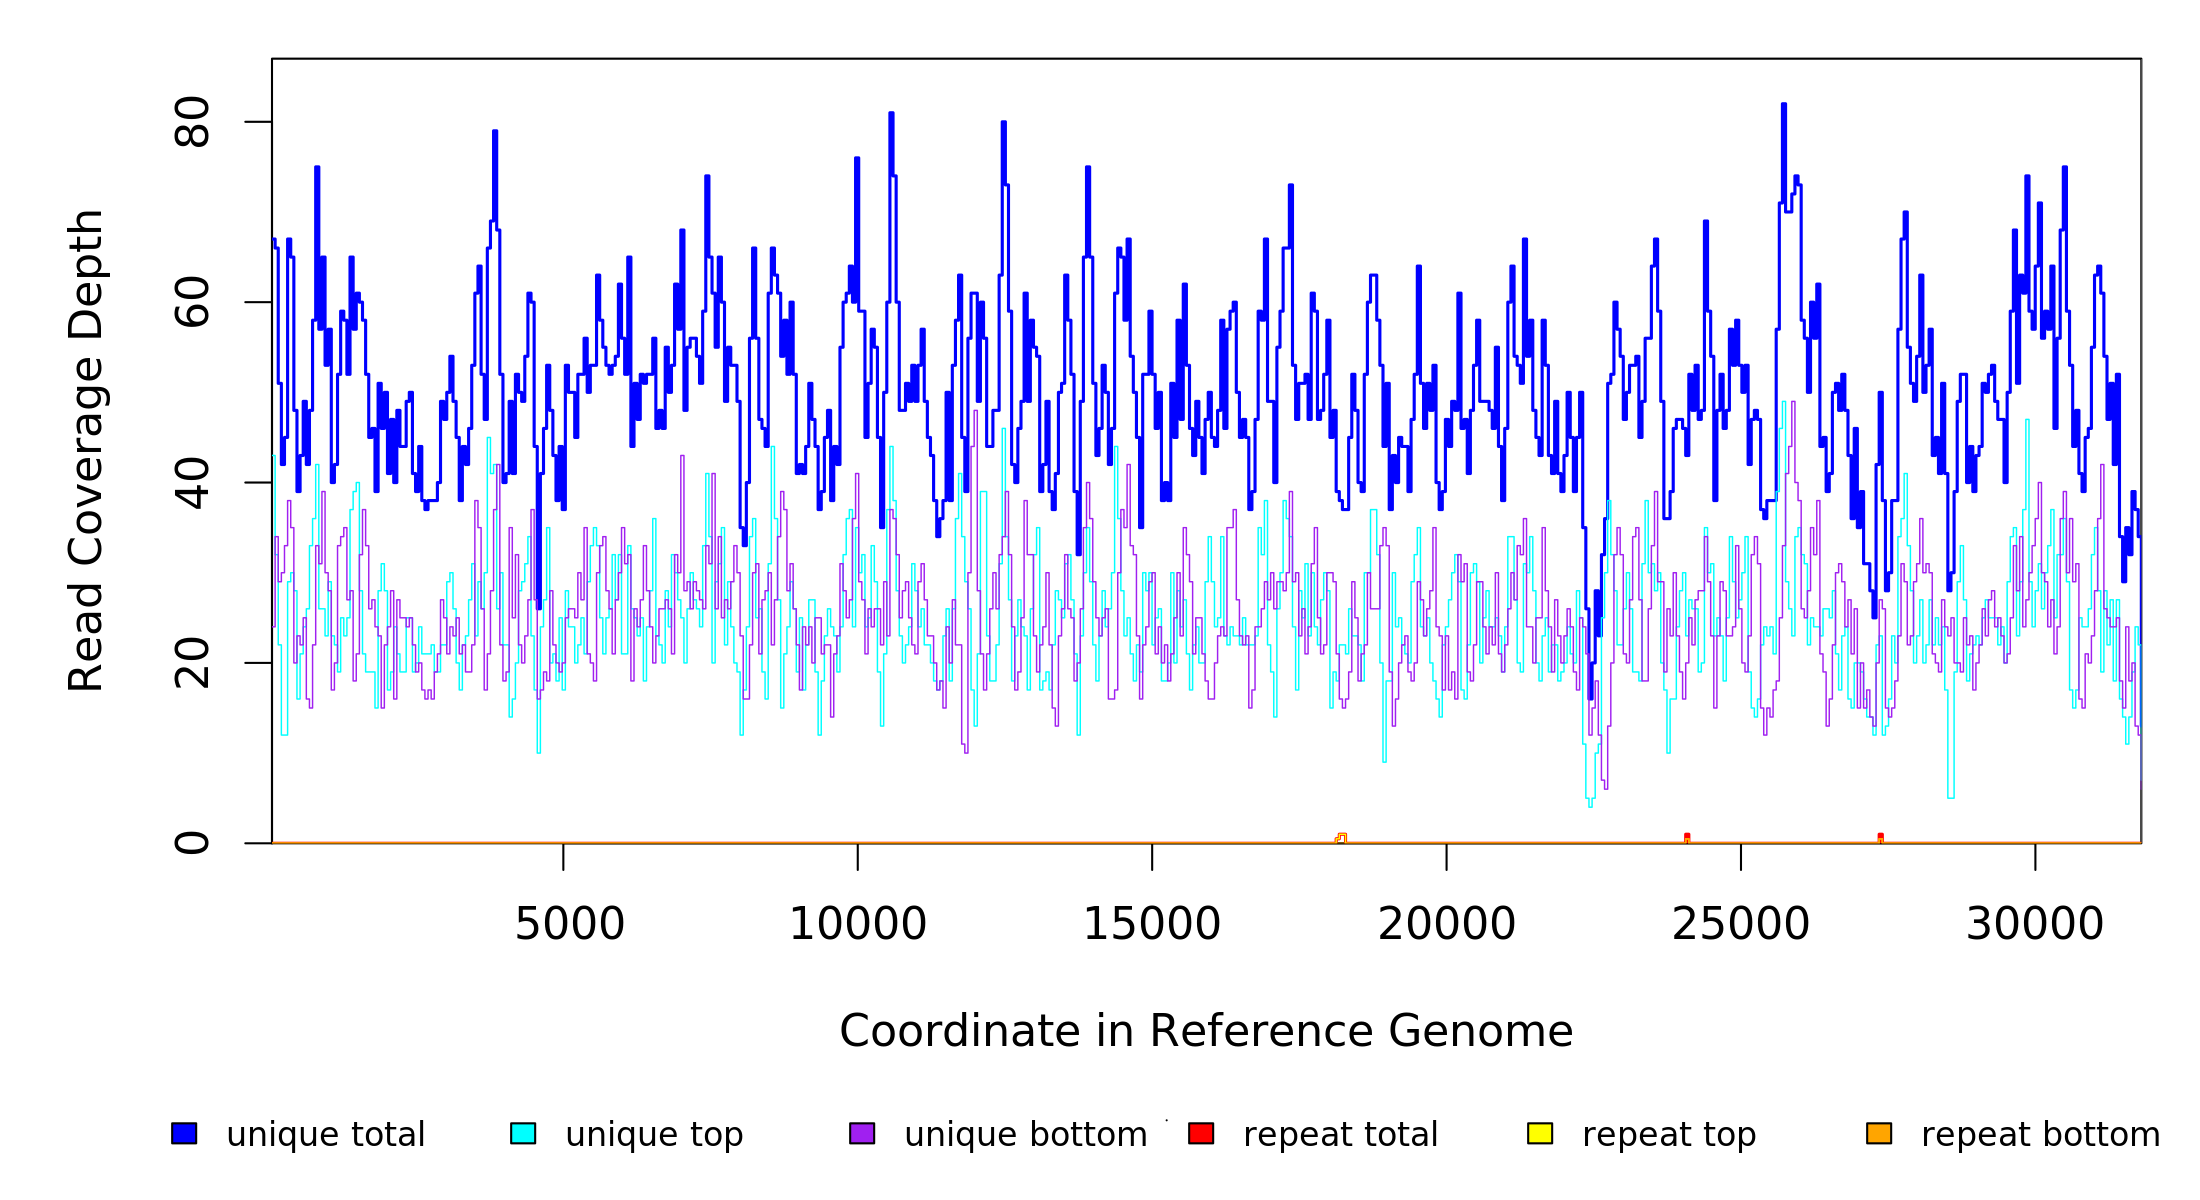 Read Coverage Depth
80
60
40
20
0
5000 10000 15000 20000 25000 30000
Coordinate in Reference Genome
unique total unique top unique bottom repeat total repeat top repeat bottom